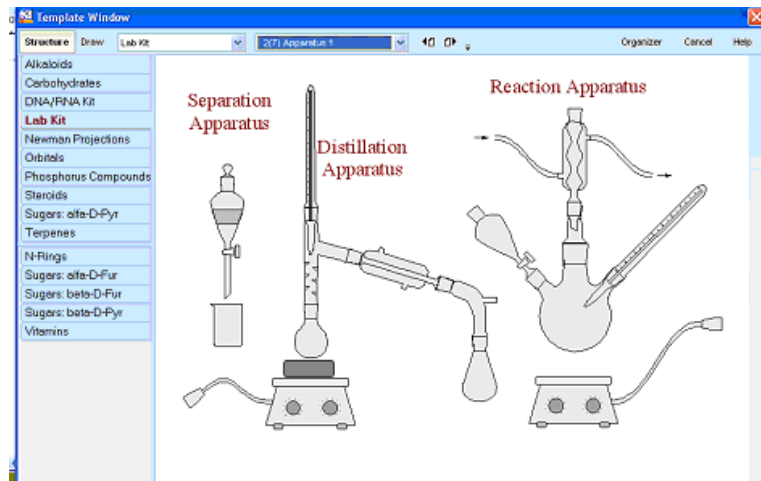 Template Window
Structure Draw Lab Kit 2(7) Apparatus 1 Organizer Cancel Help
Alkaloids
Carbohydrates
DNA/RNA Kit
Lab Kit
Newman Projections
Orbitals
Phosphorus Compounds
Steroids
Sugars: alfa-D-Pyr
Terpenes
N-Rings
Sugars: alfa-D-Fur
Sugars: beta-D-Fur
Sugars: beta-D-Pyr
Vitamins
Separation
Apparatus
Distillation
Apparatus
Reaction Apparatus